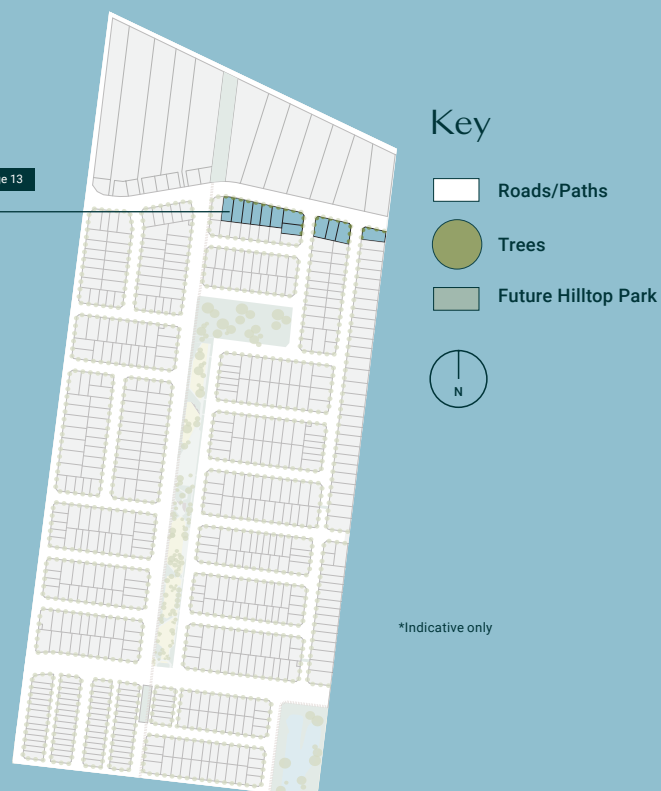 Key
13
Roads/Paths
Trees
Future Hilltop Park
N
*Indicative only